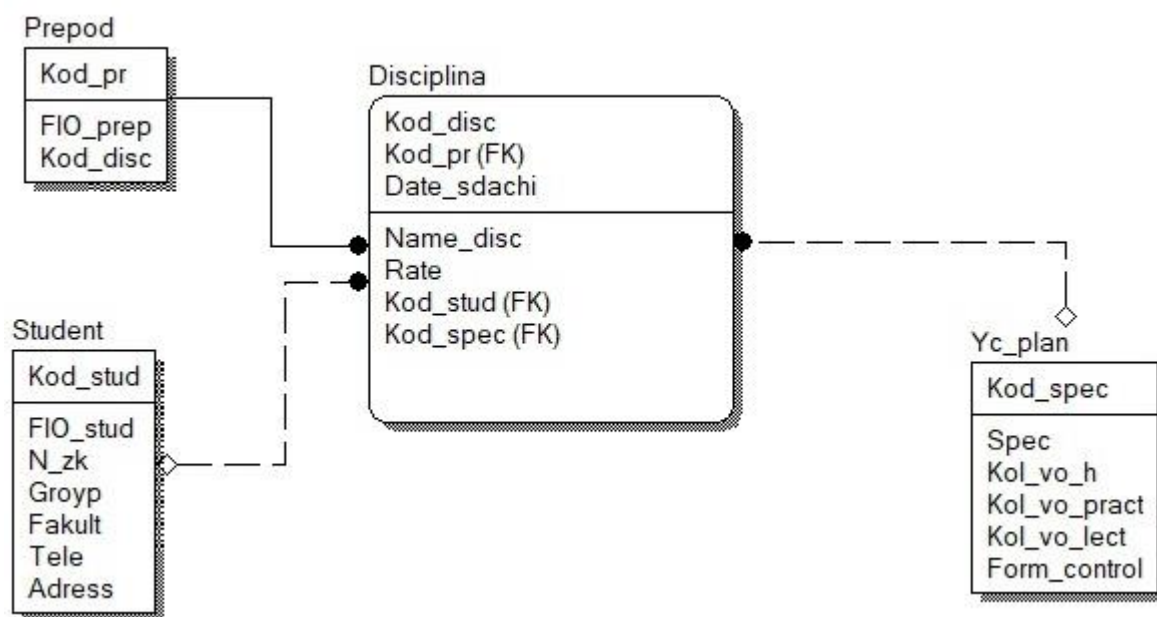 Prepod
Kod_pr
FIO_prep
Kod_disc
Disciplina
Kod_disc
Kod_pr (FK)
Date_sdachi
Name_disc
Rate
Kod_stud (FK)
Kod_spec (FK)
Student
Kod_stud
FIO_stud
N_zk
Groyp
Fakult
Tele
Adress
Yc_plan
Kod_spec
Spec
Kol_vo_h
Kol_vo_pract
Kol_vo_lect
Form_control